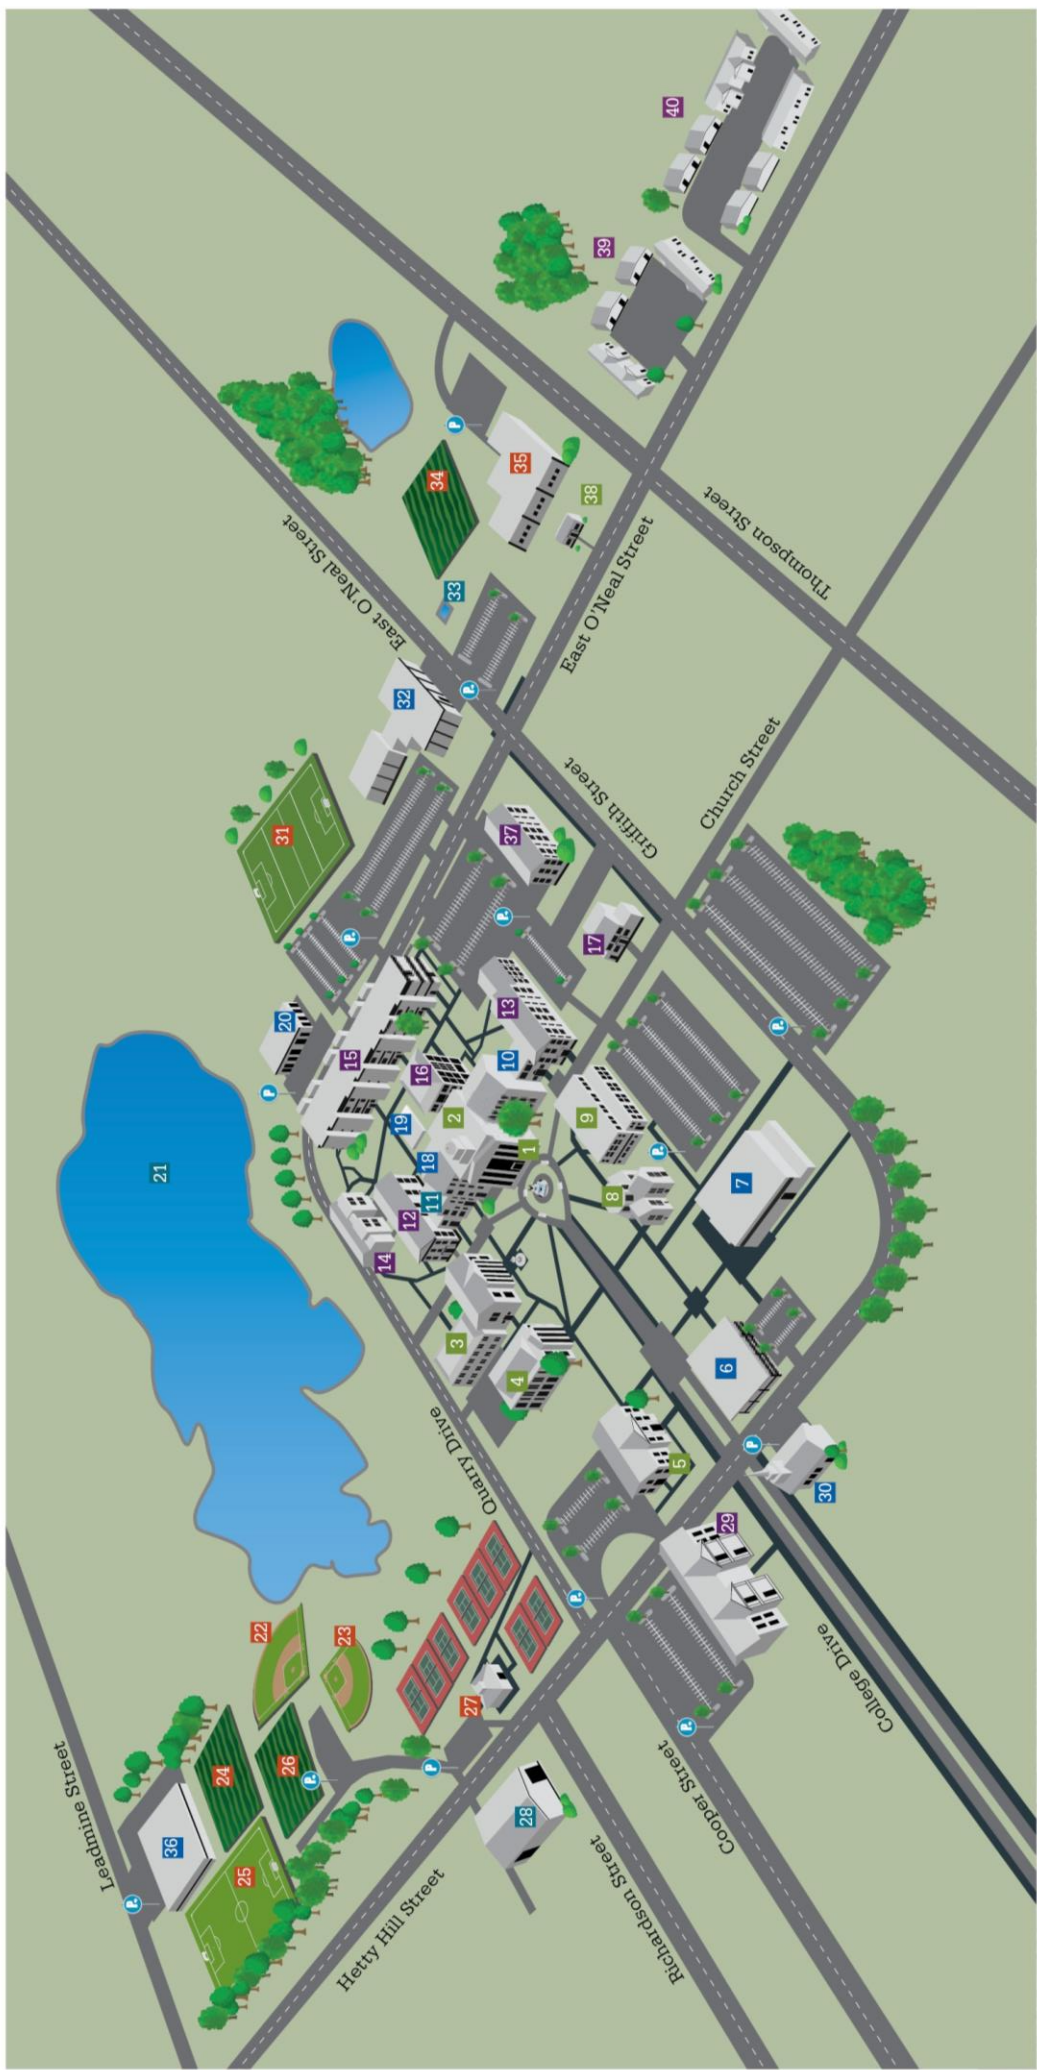 Leadmine Street
P.
21
36
24
25
22
P
20
31
26
P.
23
East O'Neal Street
15
P.
14
Hetty Hill Street
19
32
12
16
P
18
11
34
2
33
P
3
Quarry Drive
27
P.
P.
13
10
37
4
35
28
1
P
9
38
17
39
East O'Neal Street
8
Griffith Street
Richardson Street
P.
40
5
P.
Cooper Street
29
6
7
Church Street
P
Thompson Street
P.
30
College Drive